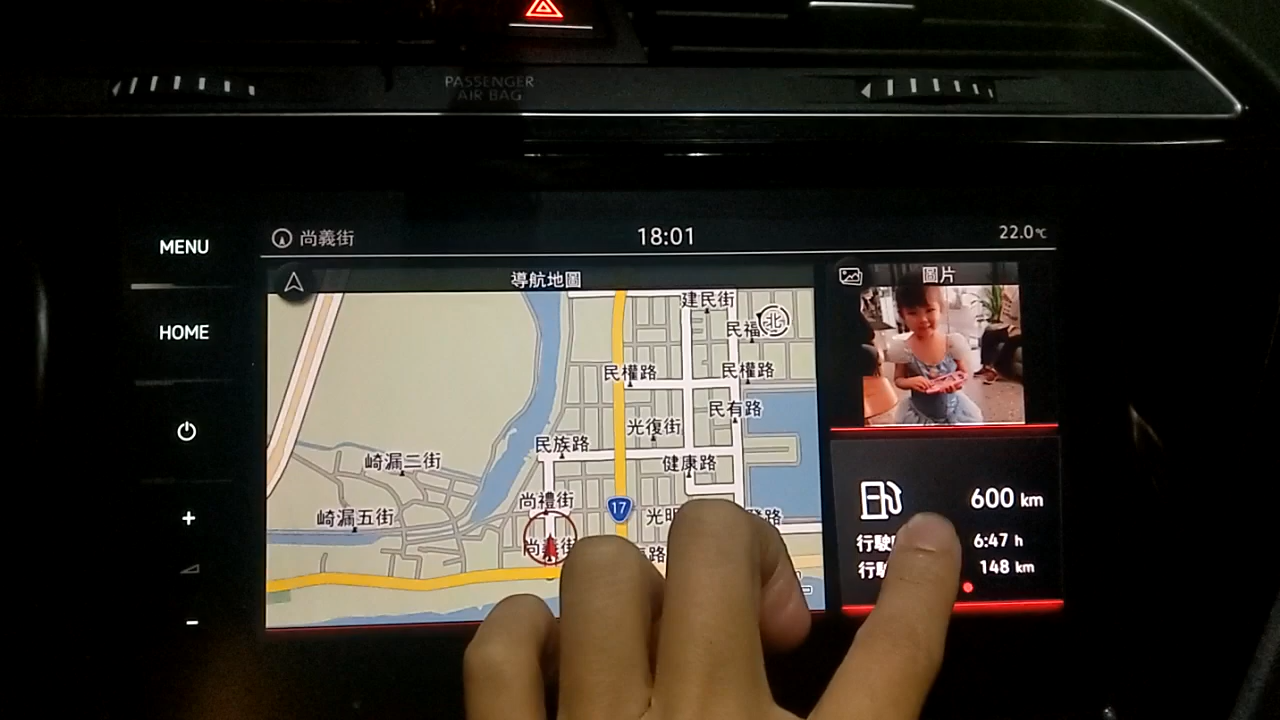 PASSENGER
AIR BAG
MENU
HOME
尚義街
18:01
22.0℃
導航地圖
圖片
建民街
民福
北
民權路
民權路
民有路
光復街
民族路
健康路
崎漏二街
尚禮街
17
崎漏五街
光明
路
尚義街
路
600 km
行駛
6:47 h
行駛
148 km